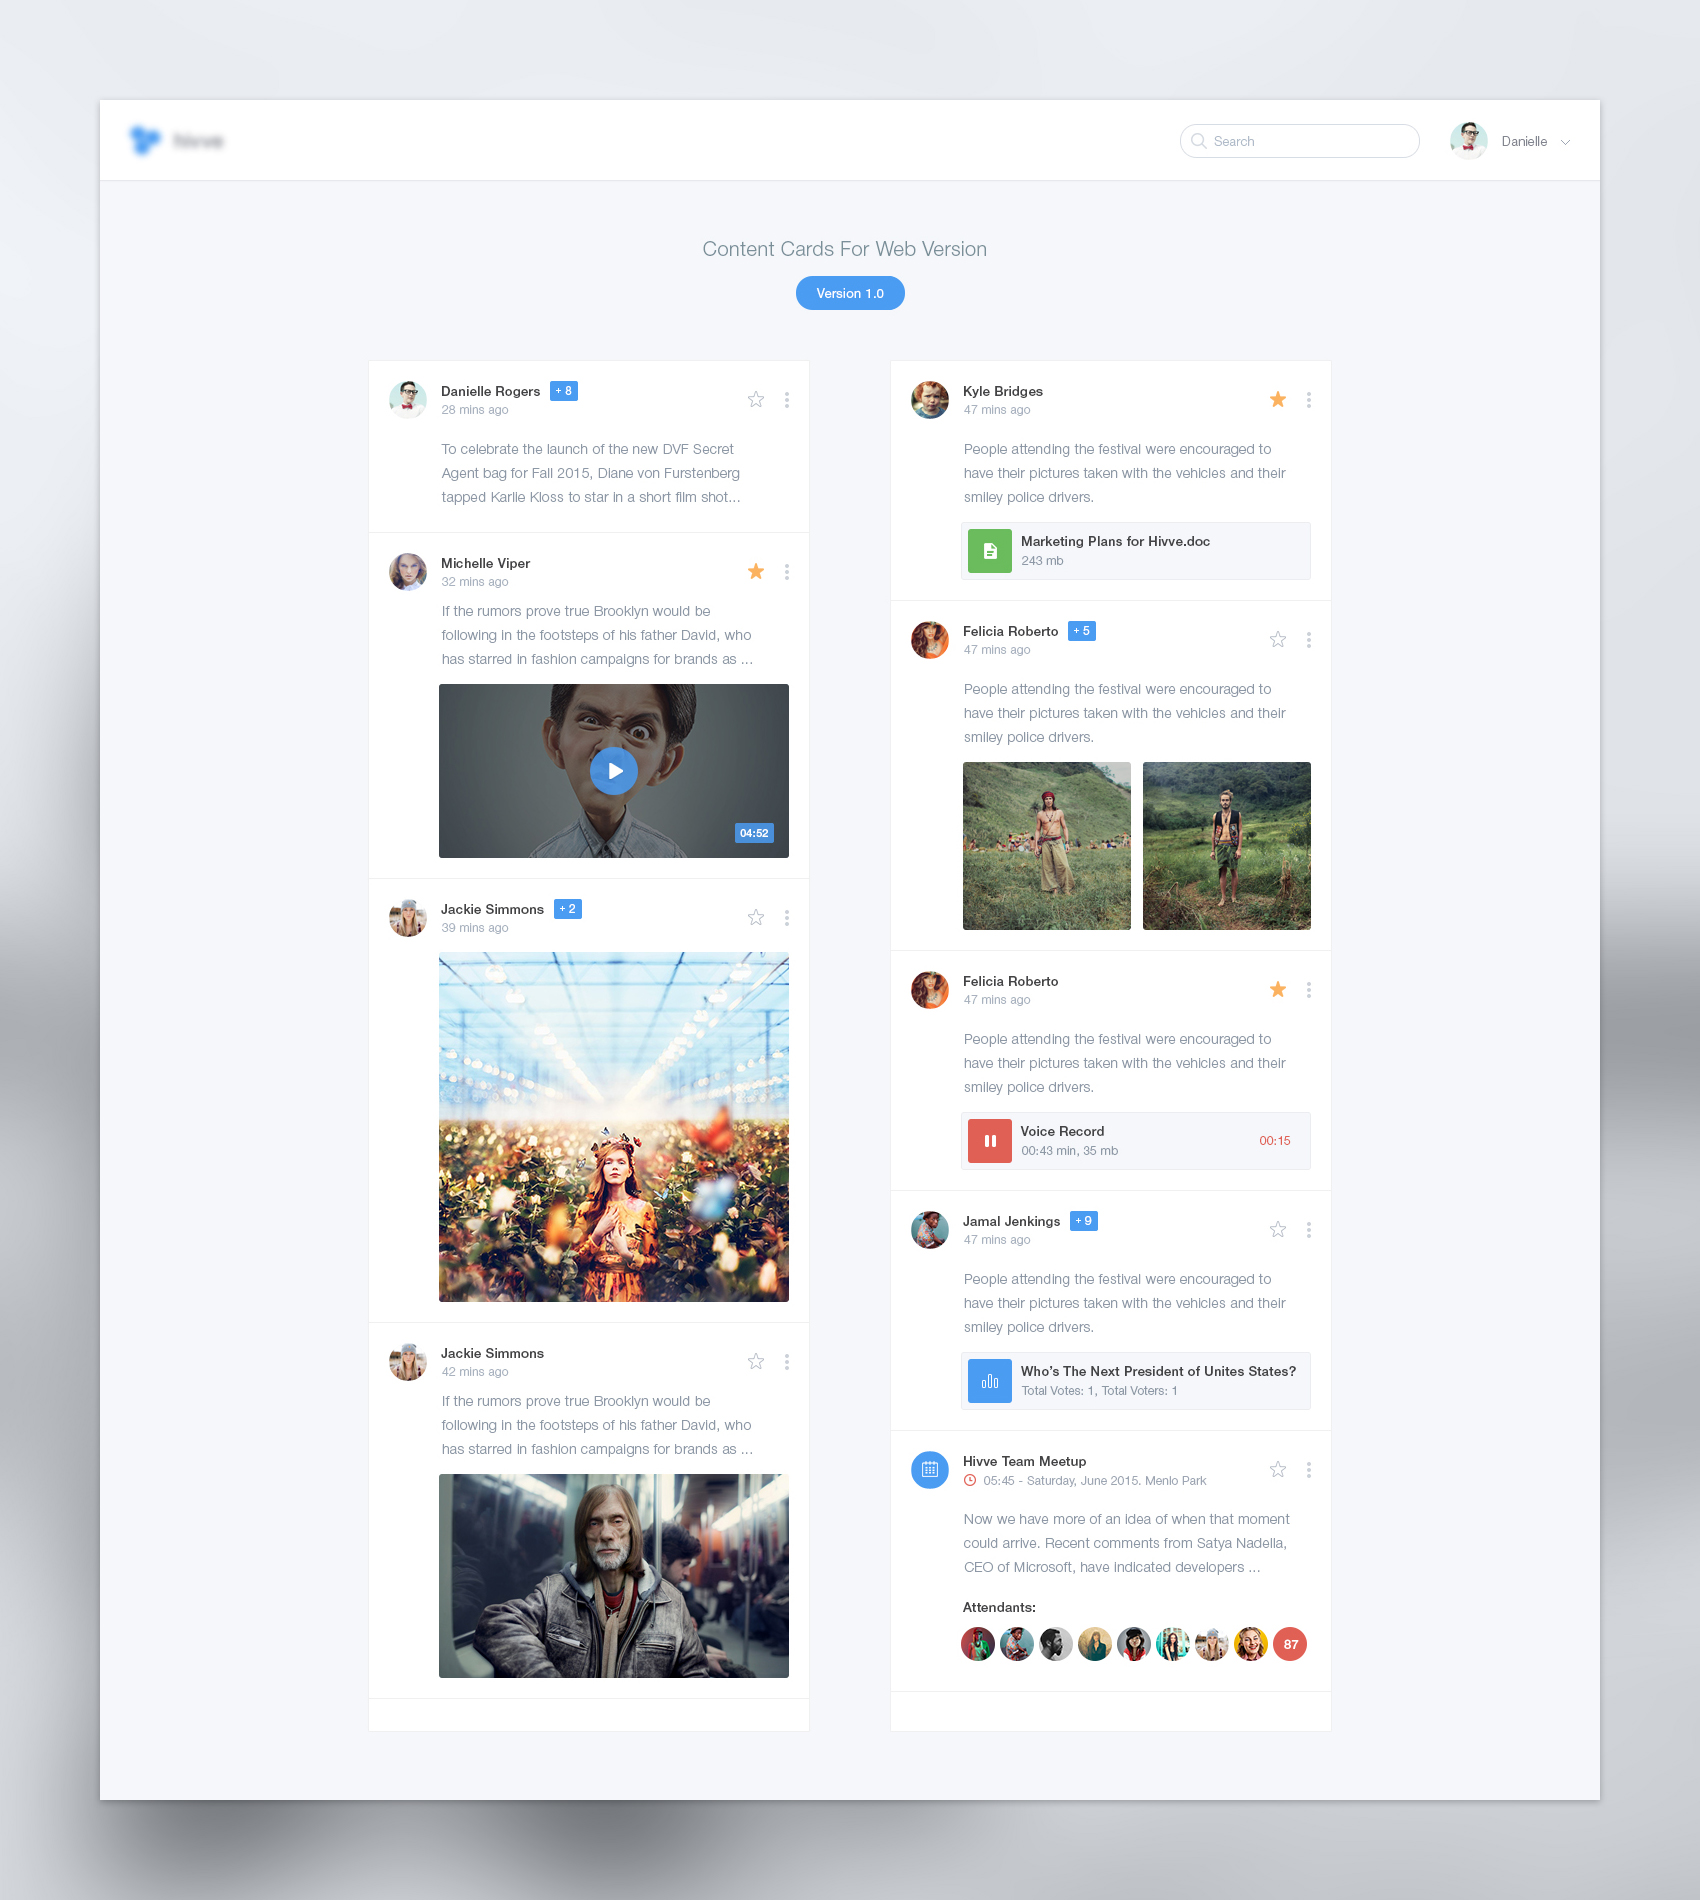 hivve
Search
Danielle
Content Cards For Web Version
Version 1.0
Danielle Rogers + 8
28 mins ago
To celebrate the launch of the new DVF Secret
Agent bag for Fall 2015, Diane von Furstenberg
tapped Karlie Kloss to star in a short film shot...
Michelle Viper
32 mins ago
If the rumors prove true Brooklyn would be
following in the footsteps of his father David, who
has starred in fashion campaigns for brands as ...
04:52
Jackie Simmons + 2
39 mins ago
Jackie Simmons
42 mins ago
If the rumors prove true Brooklyn would be
following in the footsteps of his father David, who
has starred in fashion campaigns for brands as ...
Kyle Bridges
47 mins ago
People attending the festival were encouraged to
have their pictures taken with the vehicles and their
smiley police drivers.
Marketing Plans for Hivve.doc
243 mb
Felicia Roberto + 5
47 mins ago
People attending the festival were encouraged to
have their pictures taken with the vehicles and their
smiley police drivers.
Felicia Roberto
47 mins ago
People attending the festival were encouraged to
have their pictures taken with the vehicles and their
smiley police drivers.
Voice Record
00:43 min, 35 mb
00:15
Jamal Jenkings + 9
47 mins ago
People attending the festival were encouraged to
have their pictures taken with the vehicles and their
smiley police drivers.
Who's The Next President of Unites States?
Total Votes: 1, Total Voters: 1
Hivve Team Meetup
05:45 - Saturday, June 2015. Menlo Park
Now we have more of an idea of when that moment
could arrive. Recent comments from Satya Nadella,
CEO of Microsoft, have indicated developers ...
Attendants:
87